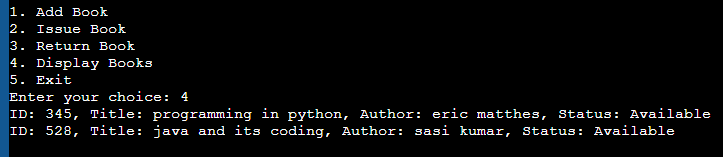 1. Add Book
2. Issue Book
3. Return Book
4. Display Books
5. Exit
Enter your choice: 4
ID: 345, Title: programming in python, Author: eric matthes, Status: Available
ID: 528, Title: java and its coding, Author: sasi kumar, Status: Available